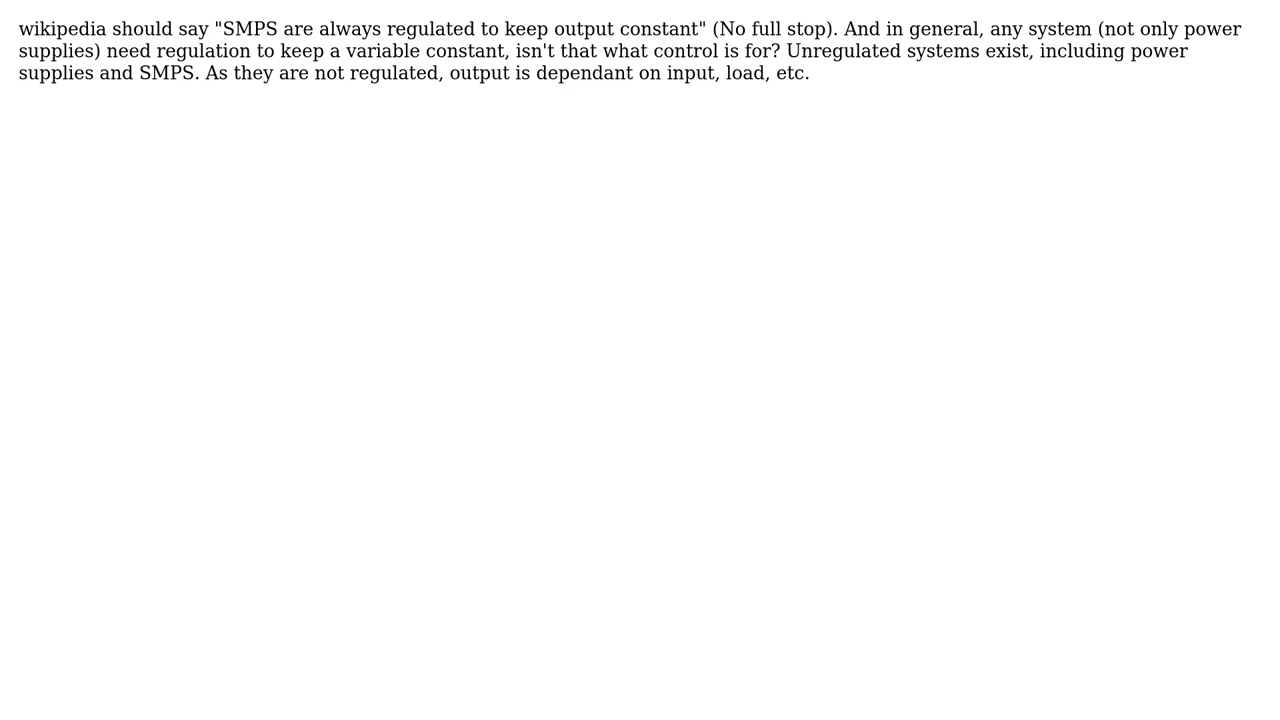 wikipedia should say "SMPS are always regulated to keep output constant" (No full stop). And in general, any system (not only power
supplies) need regulation to keep a variable constant, isn't that what control is for? Unregulated systems exist, including power
supplies and SMPS. As they are not regulated, output is dependant on input, load, etc.